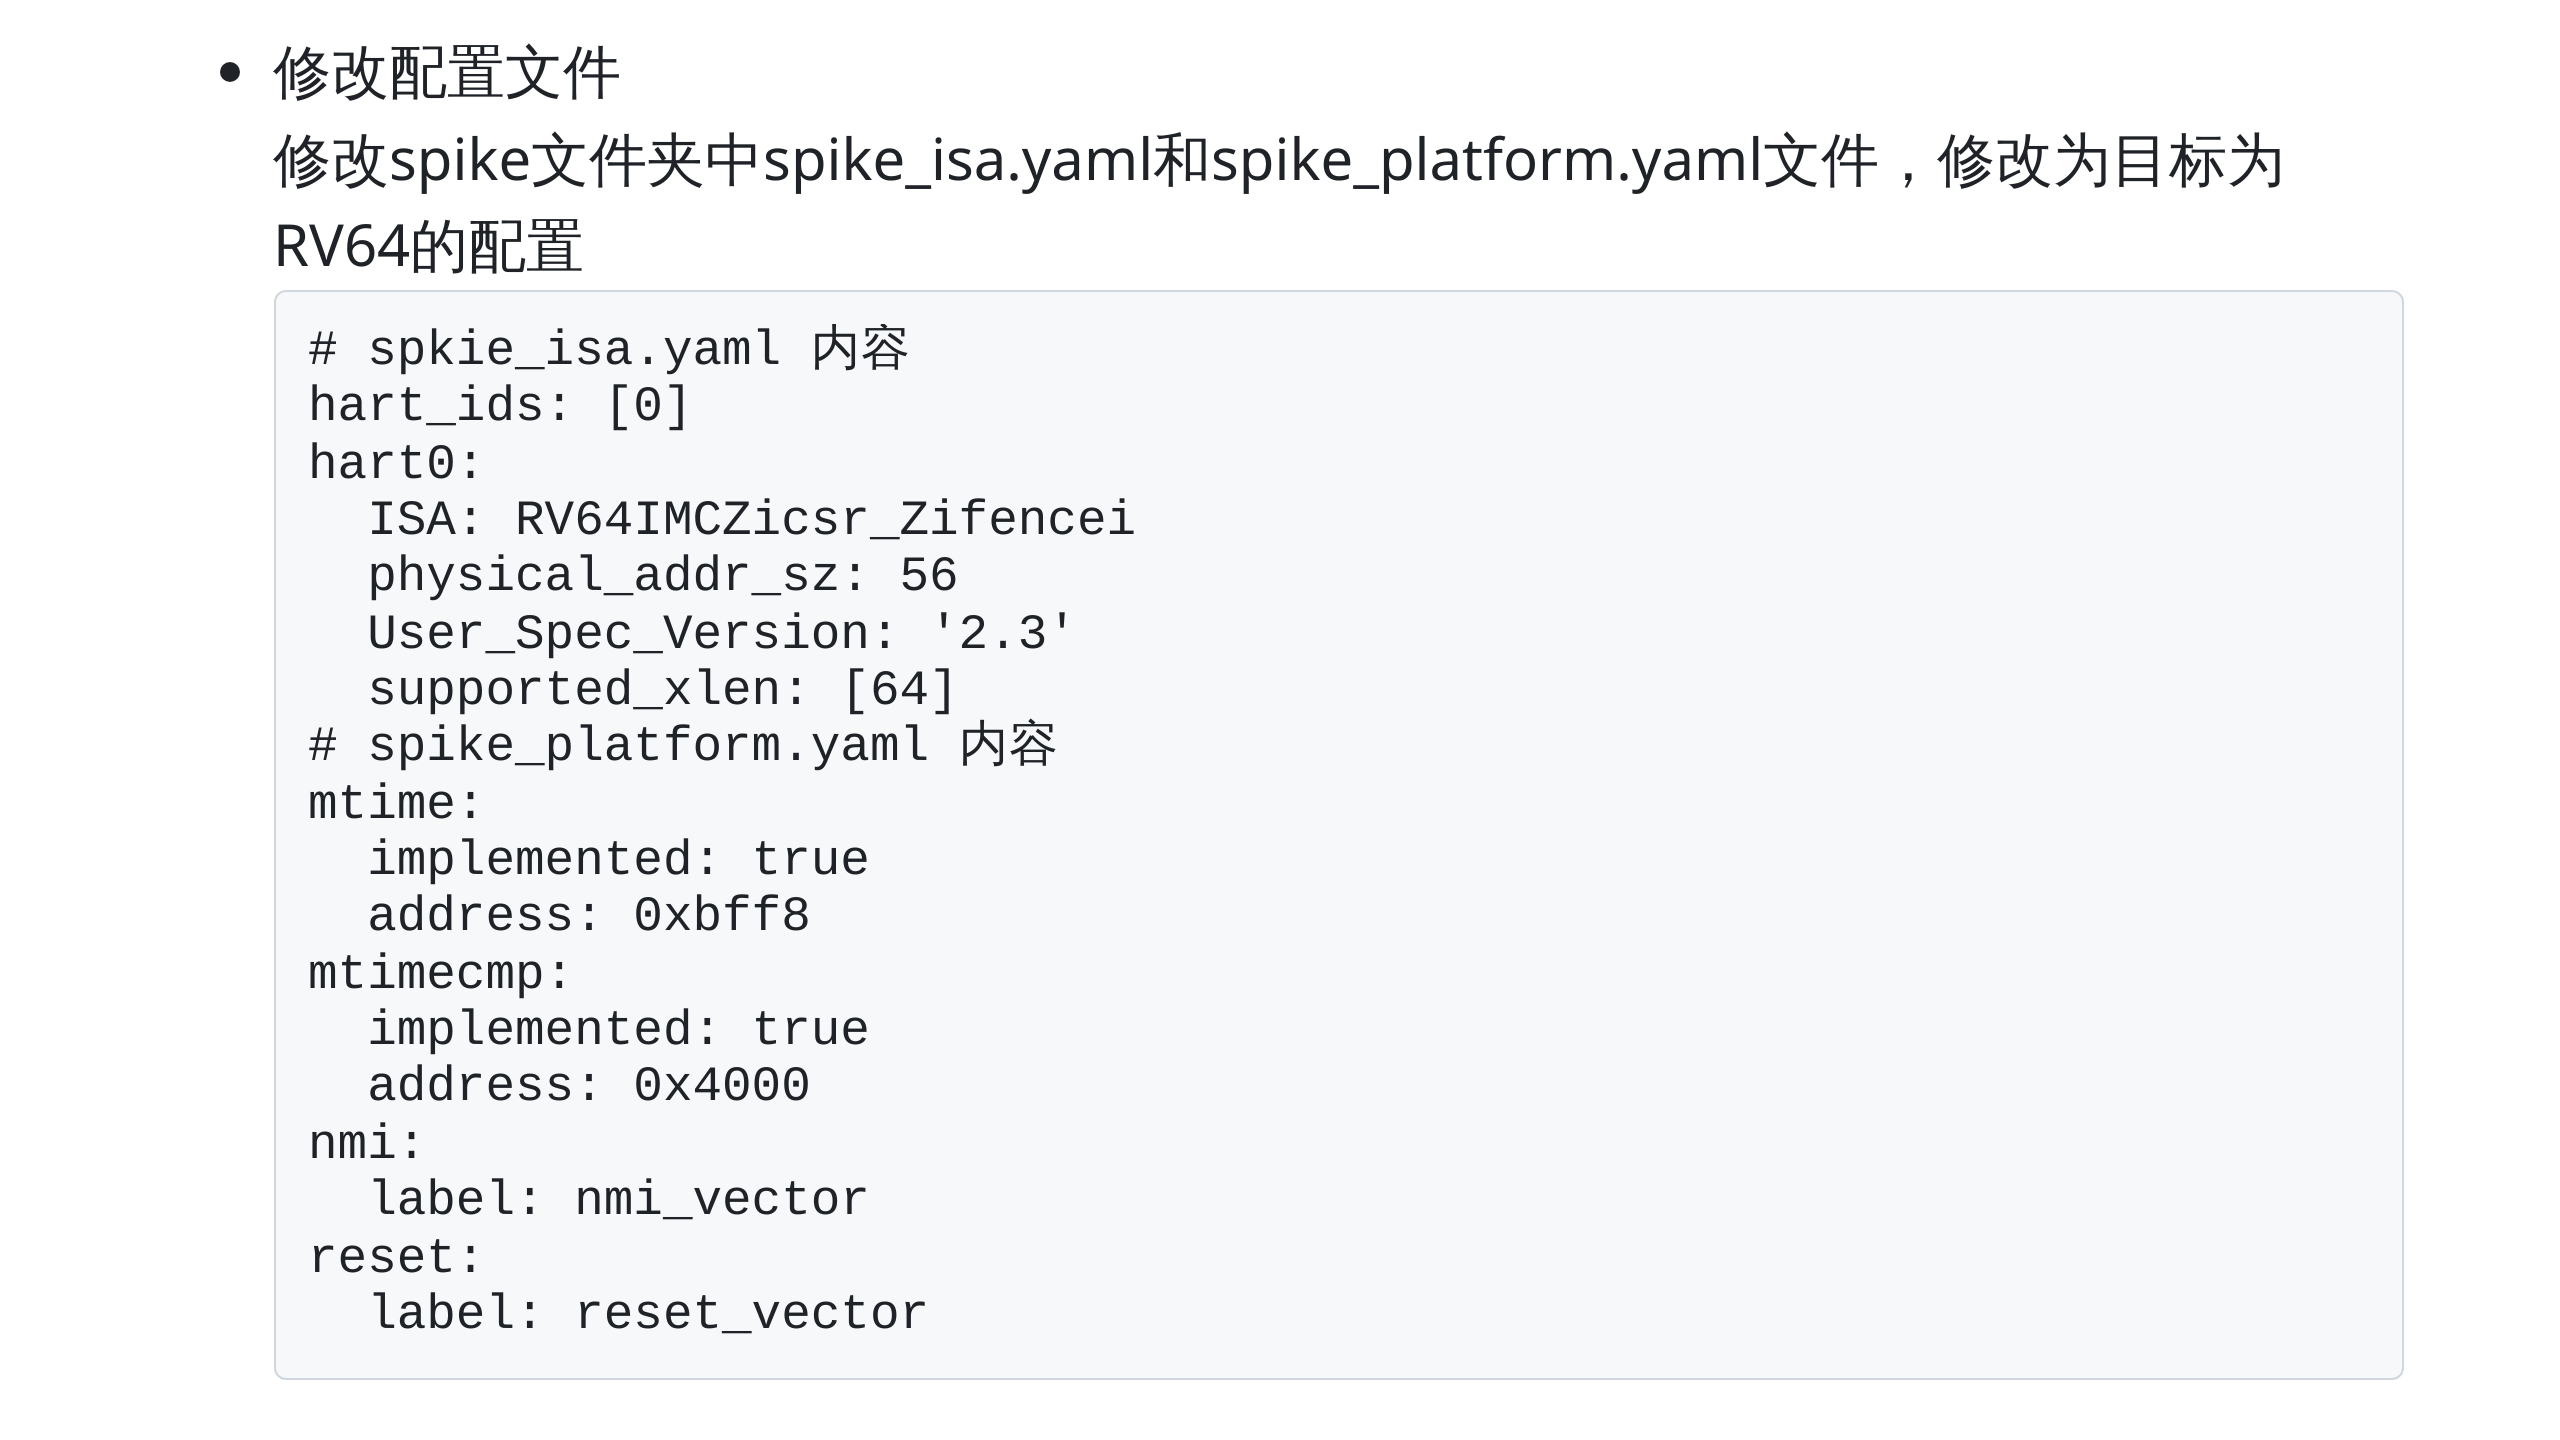 修改配置文件
修改spike文件夹中spike_isa.yaml和spike_platform.yaml文件，修改为目标为
RV64的配置
# spkie_isa.yaml 内容
hart_ids: [0]
hart0:
  ISA: RV64IMCZicsr_Zifencei
  physical_addr_sz: 56
  User_Spec_Version: '2.3'
  supported_xlen: [64]
# spike_platform.yaml 内容
mtime:
  implemented: true
  address: 0xbff8
mtimecmp:
  implemented: true
  address: 0x4000
nmi:
  label: nmi_vector
reset:
  label: reset_vector